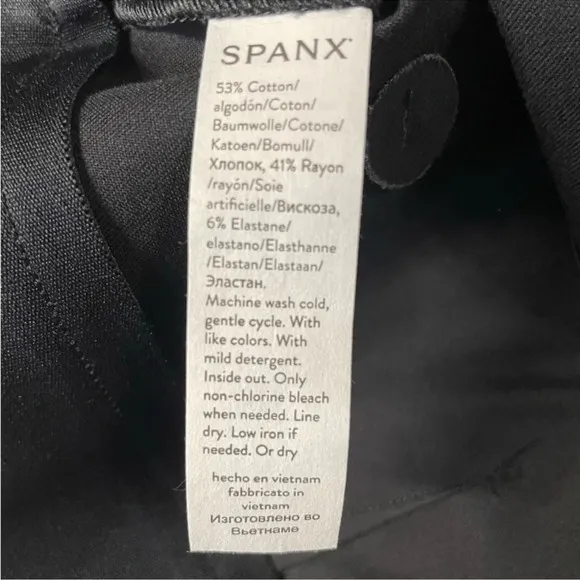 SPANX
53% Cotton/
algodón/Coton/
Baumwolle/Cotone/
Katoen/Bomull/
Хлопок, 41% Rayon
/rayón/Soie
artificielle/Вискоза,
6% Elastane/
elastano/Elasthanne
/Elastan/Elastaan/
Эластан.
Machine wash cold,
gentle cycle. With
like colors. With
mild detergent.
Inside out. Only
non-chlorine bleach
when needed. Line
dry. Low iron if
needed. Or dry
hecho en vietnam
fabbricato in
vietnam
Изготовлено во
Вьетнаме